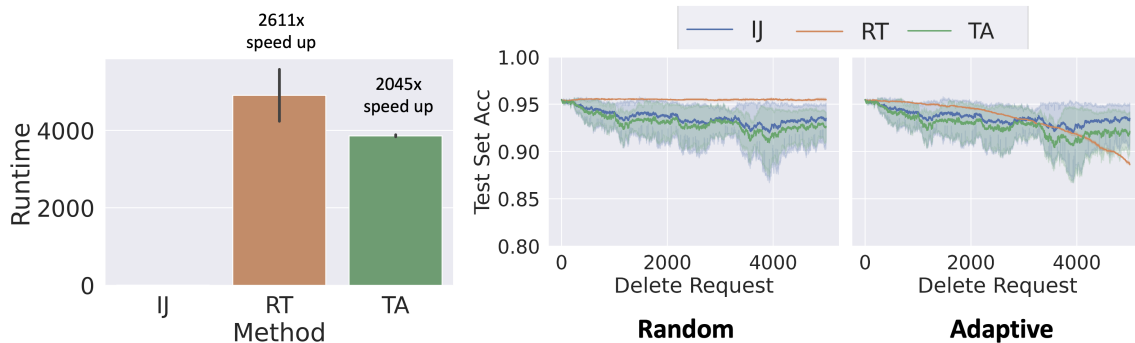 2611x
speed up
2045x
speed up
Runtime
4000
2000
0
IJ RT TA
Method
IJ RT TA
Test Set Acc
1.00
0.95
0.90
0.85
0.80
0 2000 4000
Delete Request
Random
0 2000 4000
Delete Request
Adaptive